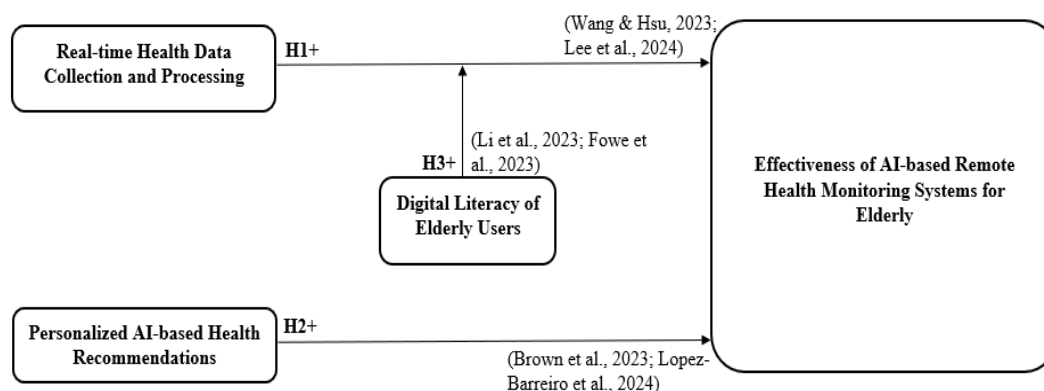 Real-time Health Data
Collection and Processing
H1+
(Wang & Hsu, 2023;
Lee et al., 2024)
(Li et al., 2023; Fowe et
al., 2023)
H3+
Digital Literacy of
Elderly Users
Effectiveness of AI-based Remote
Health Monitoring Systems for
Elderly
Personalized AI-based Health
Recommendations
H2+
(Brown et al., 2023; Lopez-
Barreiro et al., 2024)